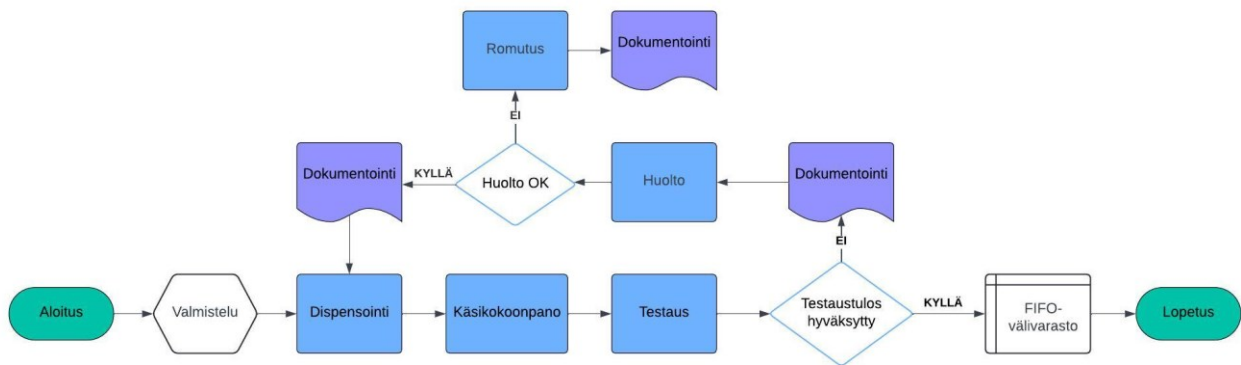 Romutus
Dokumentointi
EI
Dokumentointi
KYLLÄ
Huolto OK
Huolto
Dokumentointi
EI
Aloitus
Valmistelu
Dispensointi
Käsikokoonpano
Testaus
Testaustulos
hyväksytty
KYLLÄ
FIFO-
välivarasto
Lopetus